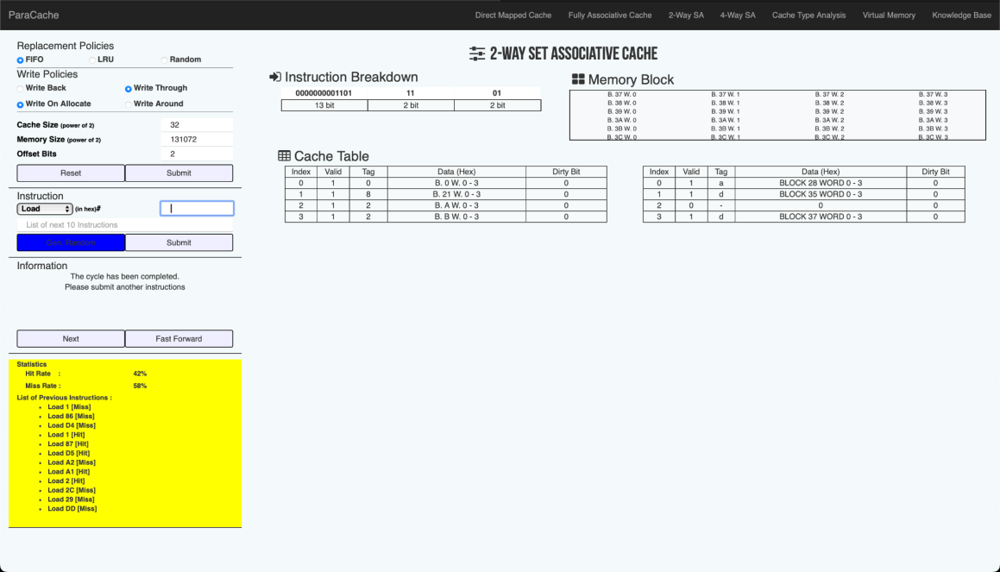 ParaCache Direct Mapped Cache Fully Associative Cache 2-Way SA 4-Way SA Cache Type Analysis Virtual Memory Knowledge Base
Replacement Policies
FIFO LRU Random
Write Policies
Write Back Write Through
Write On Allocate Write Around
Cache Size (power of 2) 32
Memory Size (power of 2) 131072
Offset Bits 2
Reset Submit
Instruction
Load (in hex)#
List of next 10 Instructions
Gen. Random Submit
Information
The cycle has been completed.
Please submit another instructions
Next Fast Forward
Statistics
Hit Rate : 42%
Miss Rate : 58%
List of Previous Instructions :
• Load 1 [Miss]
• Load 86 [Miss]
• Load D4 [Miss]
• Load 1 [Hit]
• Load 87 [Hit]
• Load D5 [Hit]
• Load A2 [Miss]
• Load A1 [Hit]
• Load 2 [Hit]
• Load 2C [Miss]
• Load 29 [Miss]
• Load DD [Miss]
2-WAY SET ASSOCIATIVE CACHE
Instruction Breakdown
0000000001101 11 01
13 bit 2 bit 2 bit
Memory Block
B. 37 W. 0 B. 37 W. 1 B. 37 W. 2 B. 37 W. 3
B. 38 W. 0 B. 38 W. 1 B. 38 W. 2 B. 38 W. 3
B. 39 W. 0 B. 39 W. 1 B. 39 W. 2 B. 39 W. 3
B. 3A W. 0 B. 3A W. 1 B. 3A W. 2 B. 3A W. 3
B. 3B W. 0 B. 3B W. 1 B. 3B W. 2 B. 3B W. 3
B. 3C W. 0 B. 3C W. 1 B. 3C W. 2 B. 3C W. 3
Cache Table
Index Valid Tag Data (Hex) Dirty Bit
0 1 0 B. 0 W. 0 - 3 0
1 1 8 B. 21 W. 0 - 3 0
2 1 2 B. A W. 0 - 3 0
3 1 2 B. B W. 0 - 3 0
Index Valid Tag Data (Hex) Dirty Bit
0 1 a BLOCK 28 WORD 0 - 3 0
1 1 d BLOCK 35 WORD 0 - 3 0
2 0 - 0 0
3 1 d BLOCK 37 WORD 0 - 3 0